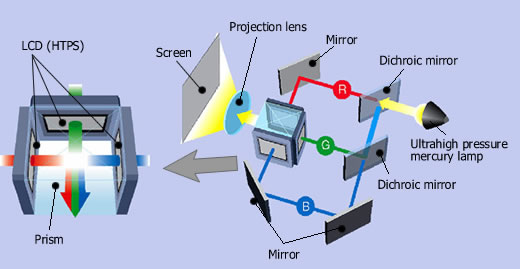 LCD (HTPS)
Prism
Screen
Projection lens
Mirror
Dichroic mirror
R
Ultrahigh pressure
mercury lamp
G
Dichroic mirror
B
Mirror